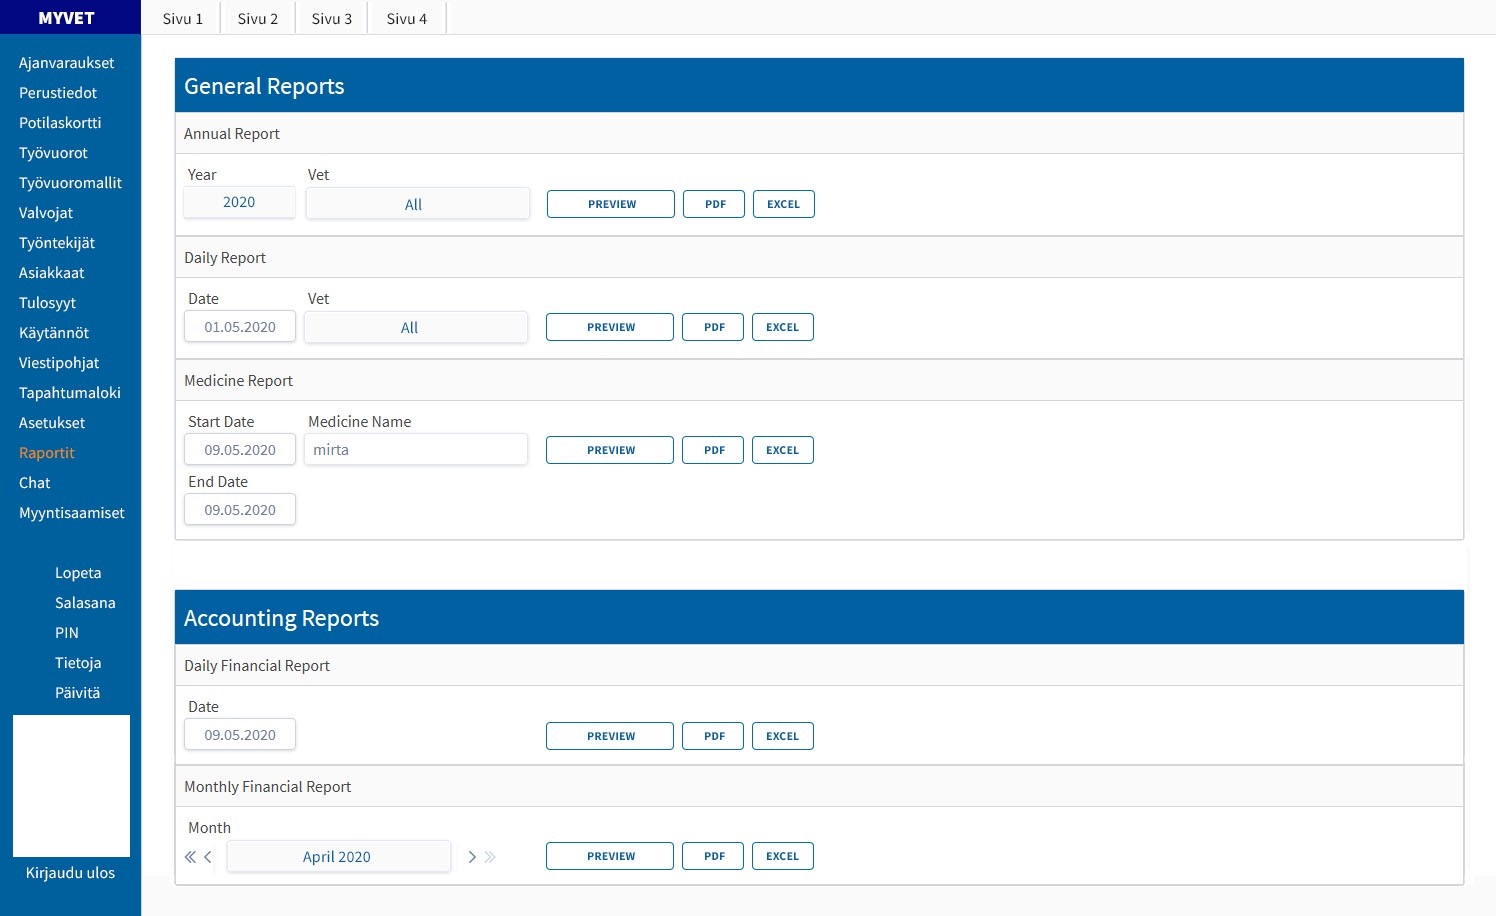 MYVET
Sivu 1
Sivu 2
Sivu 3
Sivu 4
Ajanvaraukset
Perustiedot
Potilaskortti
Työvuorot
Työvuoromallit
Valvojat
Työntekijät
Asiakkaat
Tulosyyt
Käytännöt
Viestipohjat
Tapahtumaloki
Asetukset
Raportit
Chat
Myyntisaamiset
Lopeta
Salasana
PIN
Tietoja
Päivitä
Kirjaudu ulos
General Reports
Annual Report
Year Vet
2020 All PREVIEW PDF EXCEL
Daily Report
Date Vet
01.05.2020 All PREVIEW PDF EXCEL
Medicine Report
Start Date Medicine Name
09.05.2020 mirta PREVIEW PDF EXCEL
End Date
09.05.2020
Accounting Reports
Daily Financial Report
Date
09.05.2020 PREVIEW PDF EXCEL
Monthly Financial Report
Month
April 2020 PREVIEW PDF EXCEL